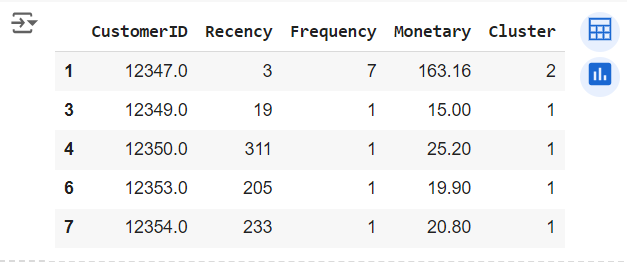 CustomerID Recency Frequency Monetary Cluster
1 12347.0 3 7 163.16 2
3 12349.0 19 1 15.00 1
4 12350.0 311 1 25.20 1
6 12353.0 205 1 19.90 1
7 12354.0 233 1 20.80 1